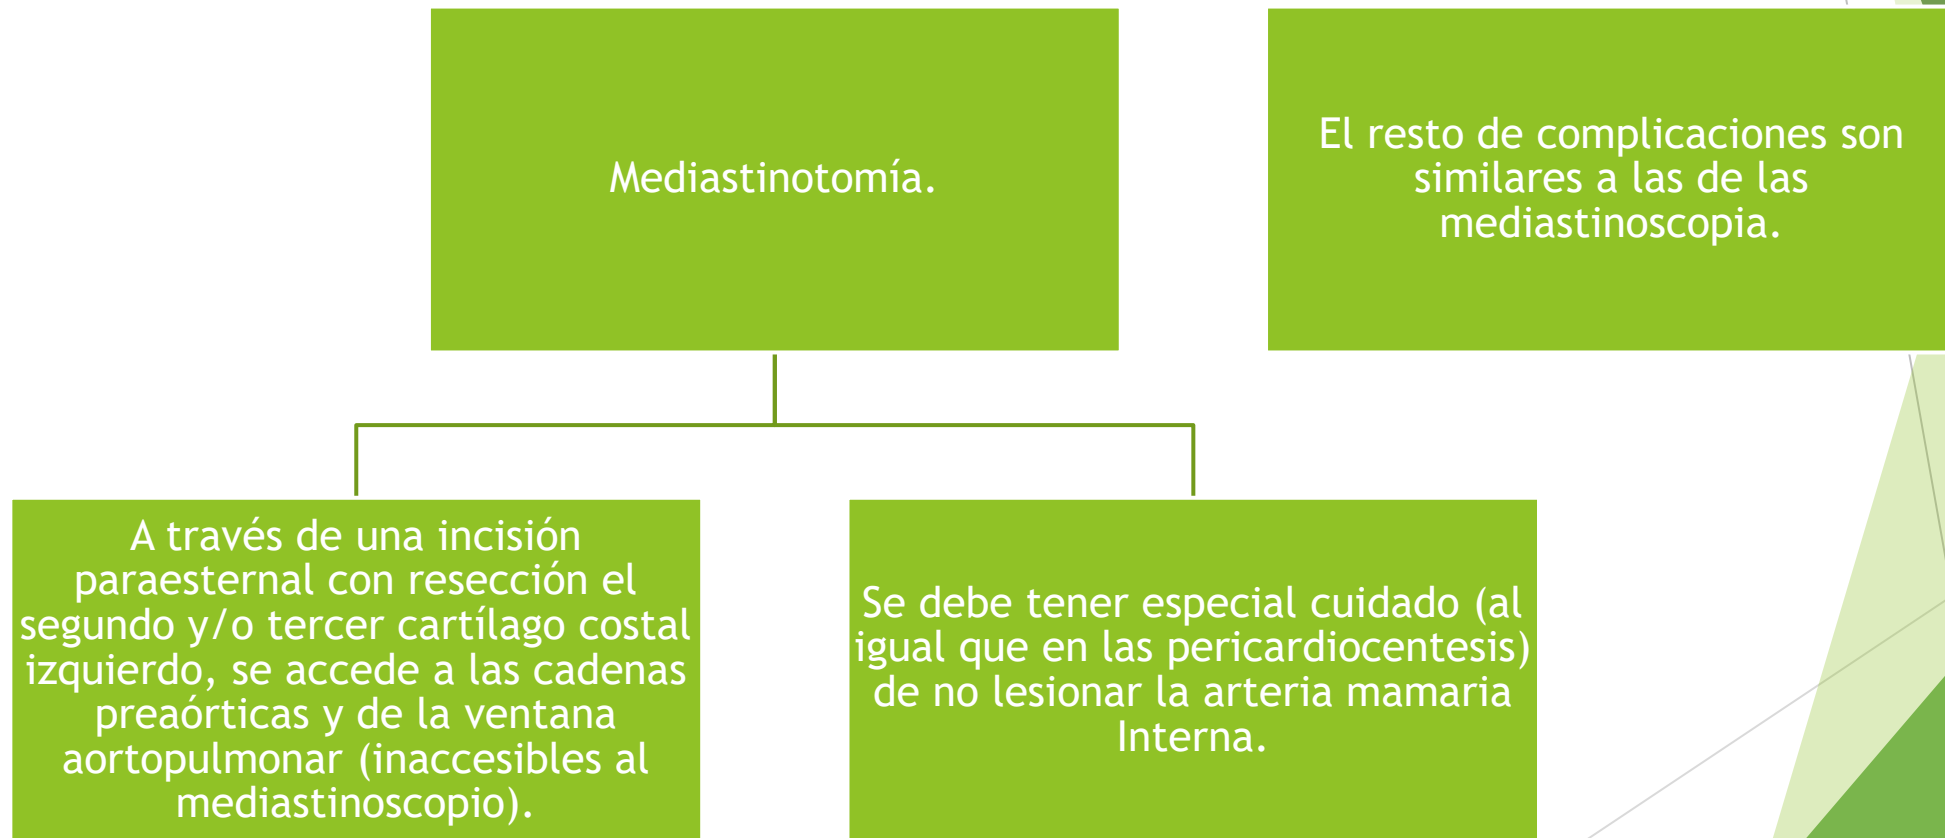 Mediastinotomía.
El resto de complicaciones son
similares a las de las
mediastinoscopia.
A través de una incisión
paraesternal con resección el
segundo y/o tercer cartílago costal
izquierdo, se accede a las cadenas
preaórticas y de la ventana
aortopulmonar (inaccesibles al
mediastinoscopio).
Se debe tener especial cuidado (al
igual que en las pericardiocentesis)
de no lesionar la arteria mamaria
Interna.